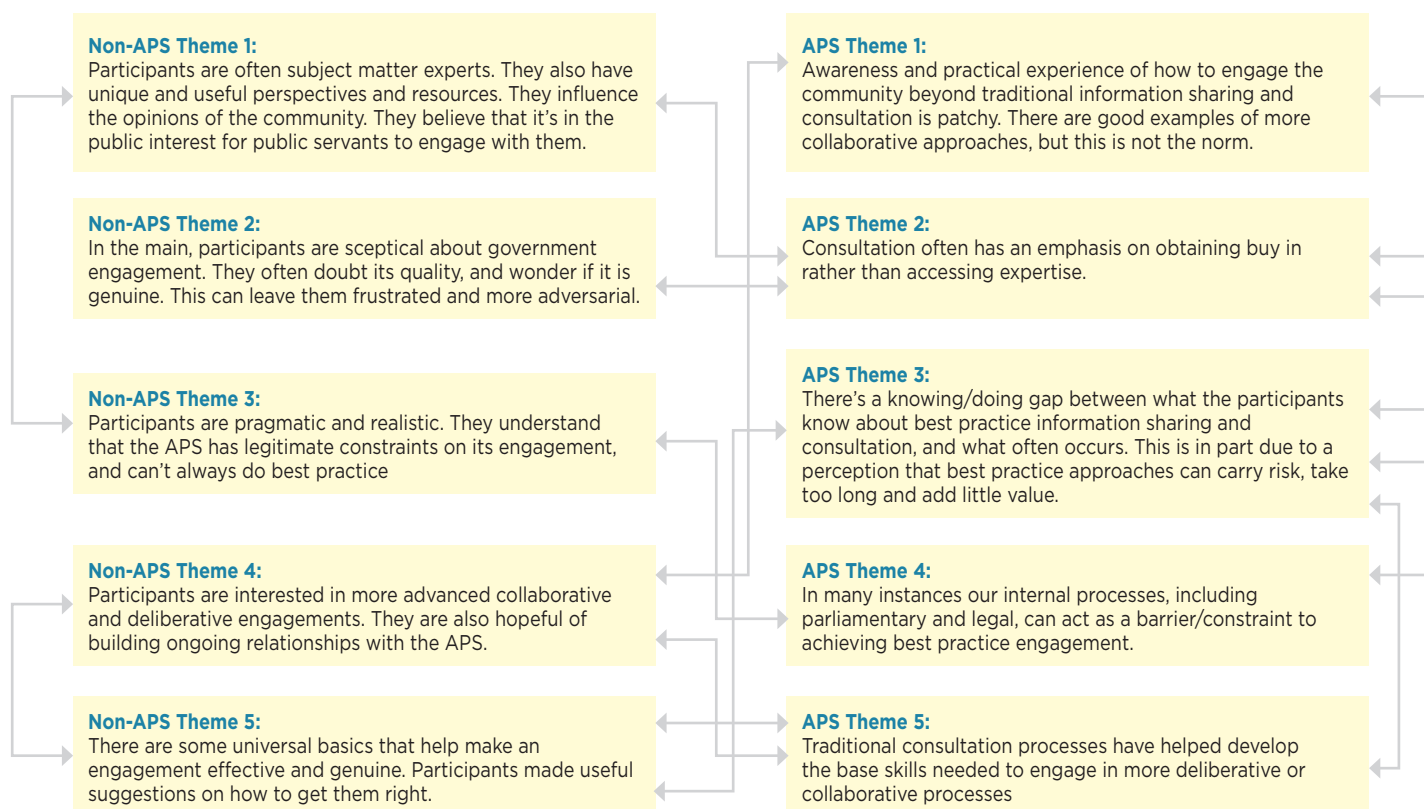 Non-APS Theme 1:
Participants are often subject matter experts. They also have
unique and useful perspectives and resources. They influence
the opinions of the community. They believe that it’s in the
public interest for public servants to engage with them.
Non-APS Theme 2:
In the main, participants are sceptical about government
engagement. They often doubt its quality, and wonder if it is
genuine. This can leave them frustrated and more adversarial.
Non-APS Theme 3:
Participants are pragmatic and realistic. They understand
that the APS has legitimate constraints on its engagement,
and can’t always do best practice
Non-APS Theme 4:
Participants are interested in more advanced collaborative
and deliberative engagements. They are also hopeful of
building ongoing relationships with the APS.
Non-APS Theme 5:
There are some universal basics that help make an
engagement effective and genuine. Participants made useful
suggestions on how to get them right.
APS Theme 1:
Awareness and practical experience of how to engage the
community beyond traditional information sharing and
consultation is patchy. There are good examples of more
collaborative approaches, but this is not the norm.
APS Theme 2:
Consultation often has an emphasis on obtaining buy in
rather than accessing expertise.
APS Theme 3:
There’s a knowing/doing gap between what the participants
know about best practice information sharing and
consultation, and what often occurs. This is in part due to a
perception that best practice approaches can carry risk, take
too long and add little value.
APS Theme 4:
In many instances our internal processes, including
parliamentary and legal, can act as a barrier/constraint to
achieving best practice engagement.
APS Theme 5:
Traditional consultation processes have helped develop
the base skills needed to engage in more deliberative or
collaborative processes